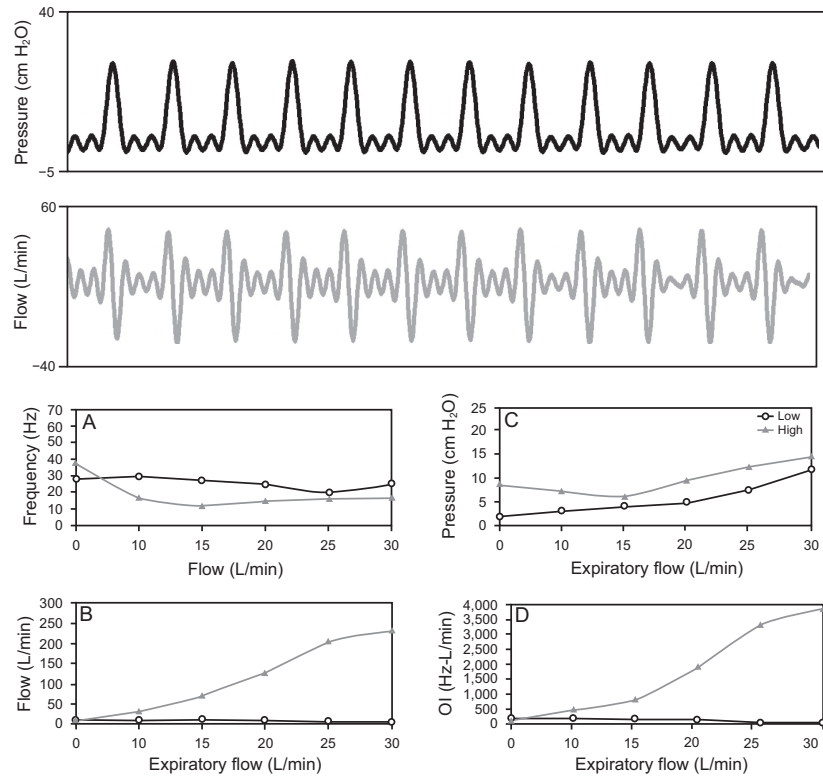 40
Pressure (cm H₂O)
−5
60
Flow (L/min)
−40
A
70
60
50
40
30
20
10
0
Frequency (Hz)
0 10 15 20 25 30
Flow (L/min)
C
Low
High
25
20
15
10
5
0
Pressure (cm H2O)
0 10 15 20 25 30
Expiratory flow (L/min)
B
300
250
200
150
100
50
0
Flow (L/min)
0 10 15 20 25 30
Expiratory flow (L/min)
D
4,000
3,500
3,000
2,500
2,000
1,500
1,000
500
0
OI (Hz-L/min)
0 10 15 20 25 30
Expiratory flow (L/min)